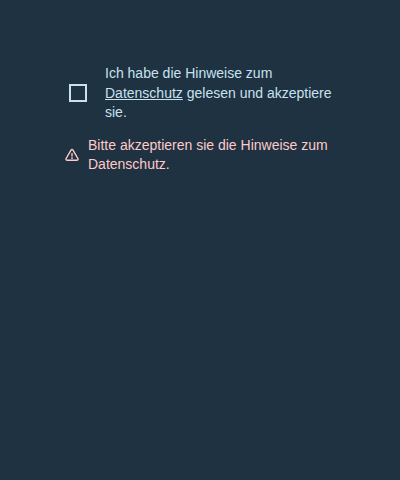 Ich habe die Hinweise zum
Datenschutz gelesen und akzeptiere
sie.
Bitte akzeptieren sie die Hinweise zum
Datenschutz.